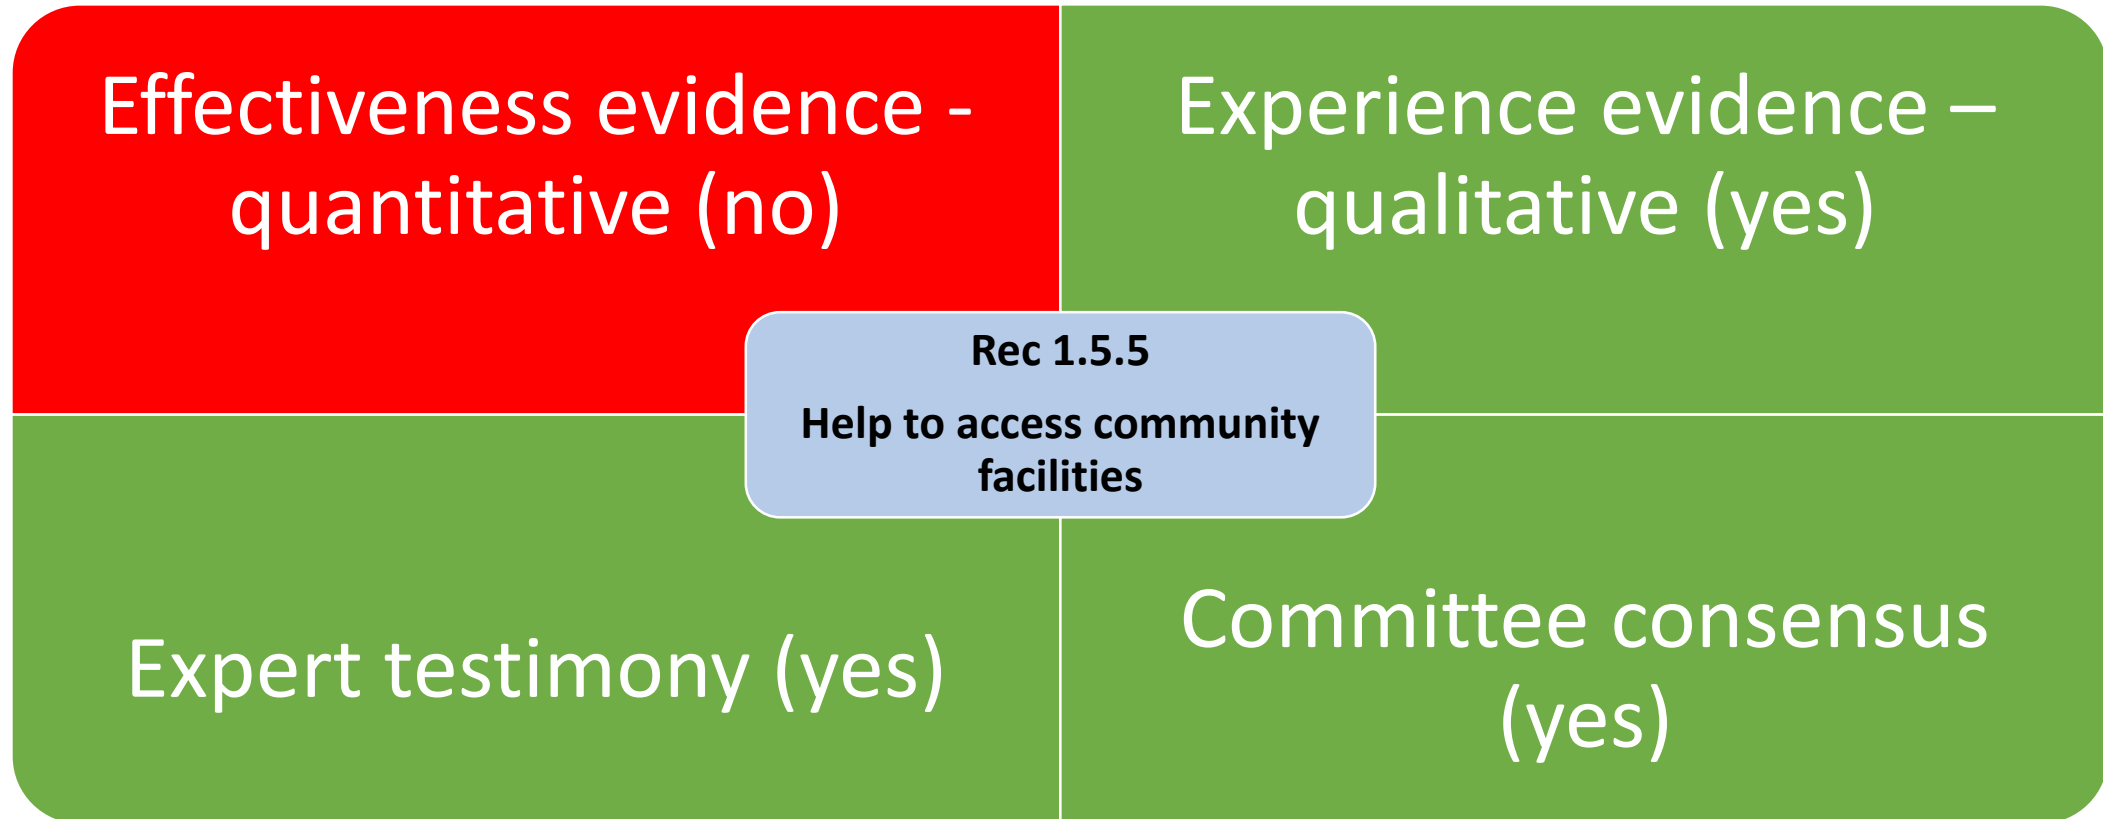 Effectiveness evidence -
quantitative (no)
Experience evidence –
qualitative (yes)
Rec 1.5.5
Help to access community
facilities
Expert testimony (yes)
Committee consensus
(yes)